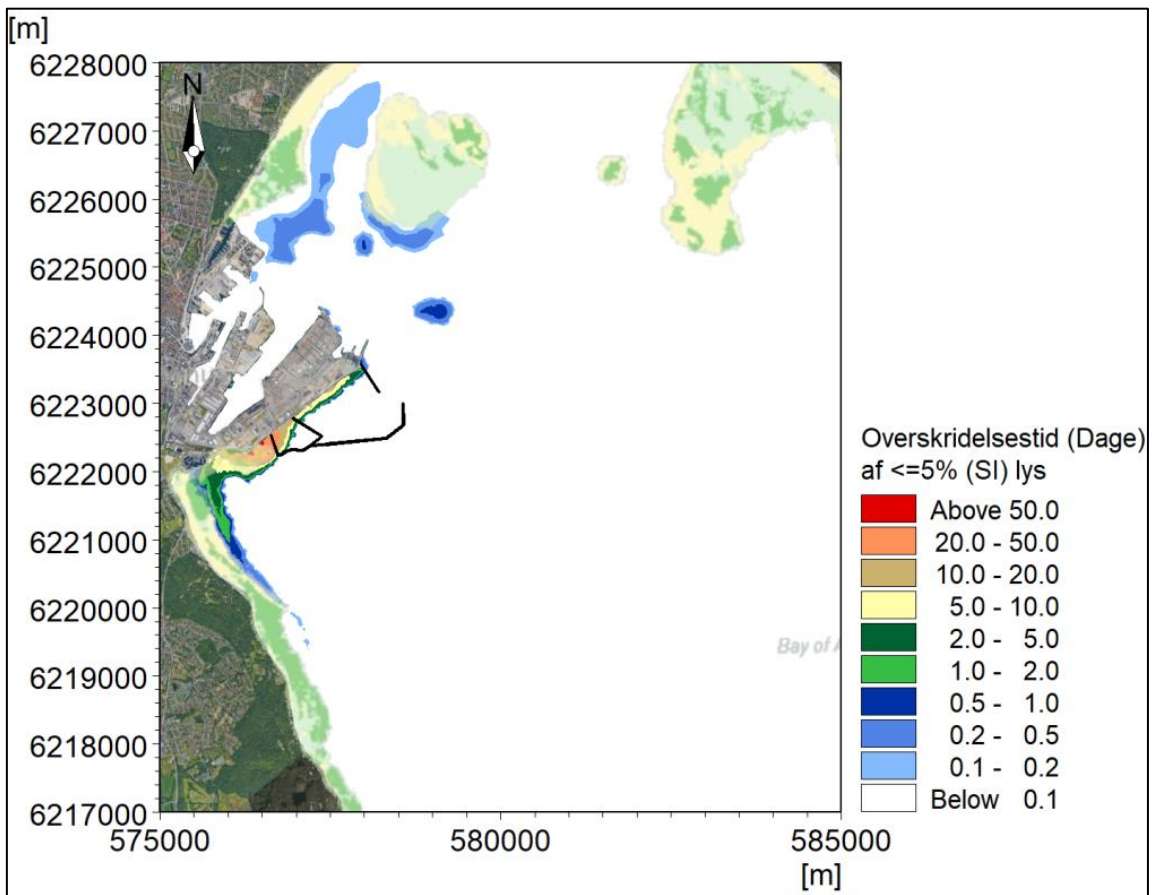 [m]
6228000
6227000
6226000
6225000
6224000
6223000
6222000
6221000
6220000
6219000
6218000
6217000
575000 580000 585000
[m]
N
Bay of A
Overskridelsestid (Dage)
af <=5% (SI) lys
Above 50.0
20.0 - 50.0
10.0 - 20.0
5.0 - 10.0
2.0 - 5.0
1.0 - 2.0
0.5 - 1.0
0.2 - 0.5
0.1 - 0.2
Below 0.1